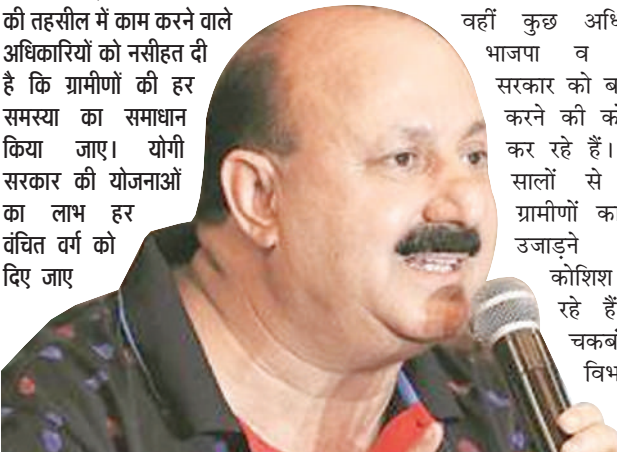 की तहसील में काम करने वाले
अधिकारियों को नसीहत दी
है कि ग्रामीणों की हर
समस्या का समाधान
किया जाए। योगी
सरकार की योजनाओं
का लाभ हर
वंचित वर्ग को
दिए जाए
वहीं कुछ
भाजपा व
सरकार को
करने की
कर रहे हैं।
सालों से
ग्रामीणों
उजाड़ने
कोशिश
रहे हैं